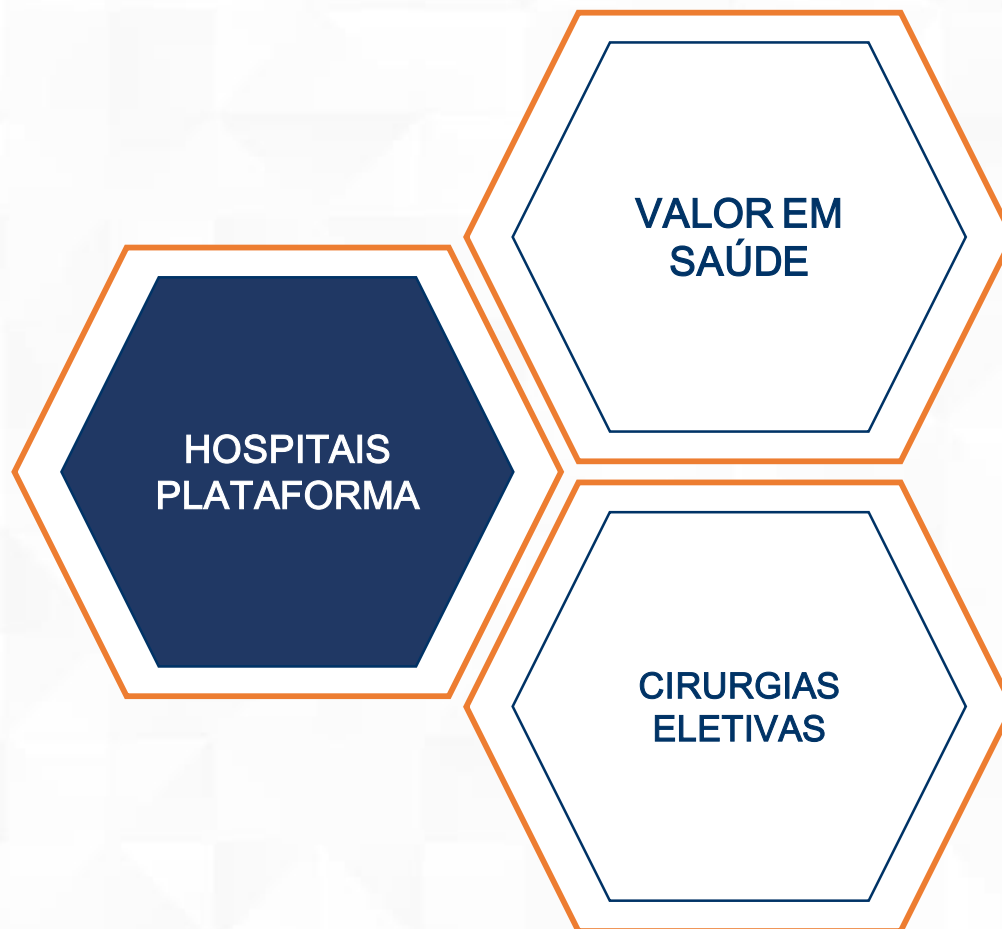 VALOR EM
SAÚDE
HOSPITAIS
PLATAFORMA
CIRURGIAS
ELETIVAS